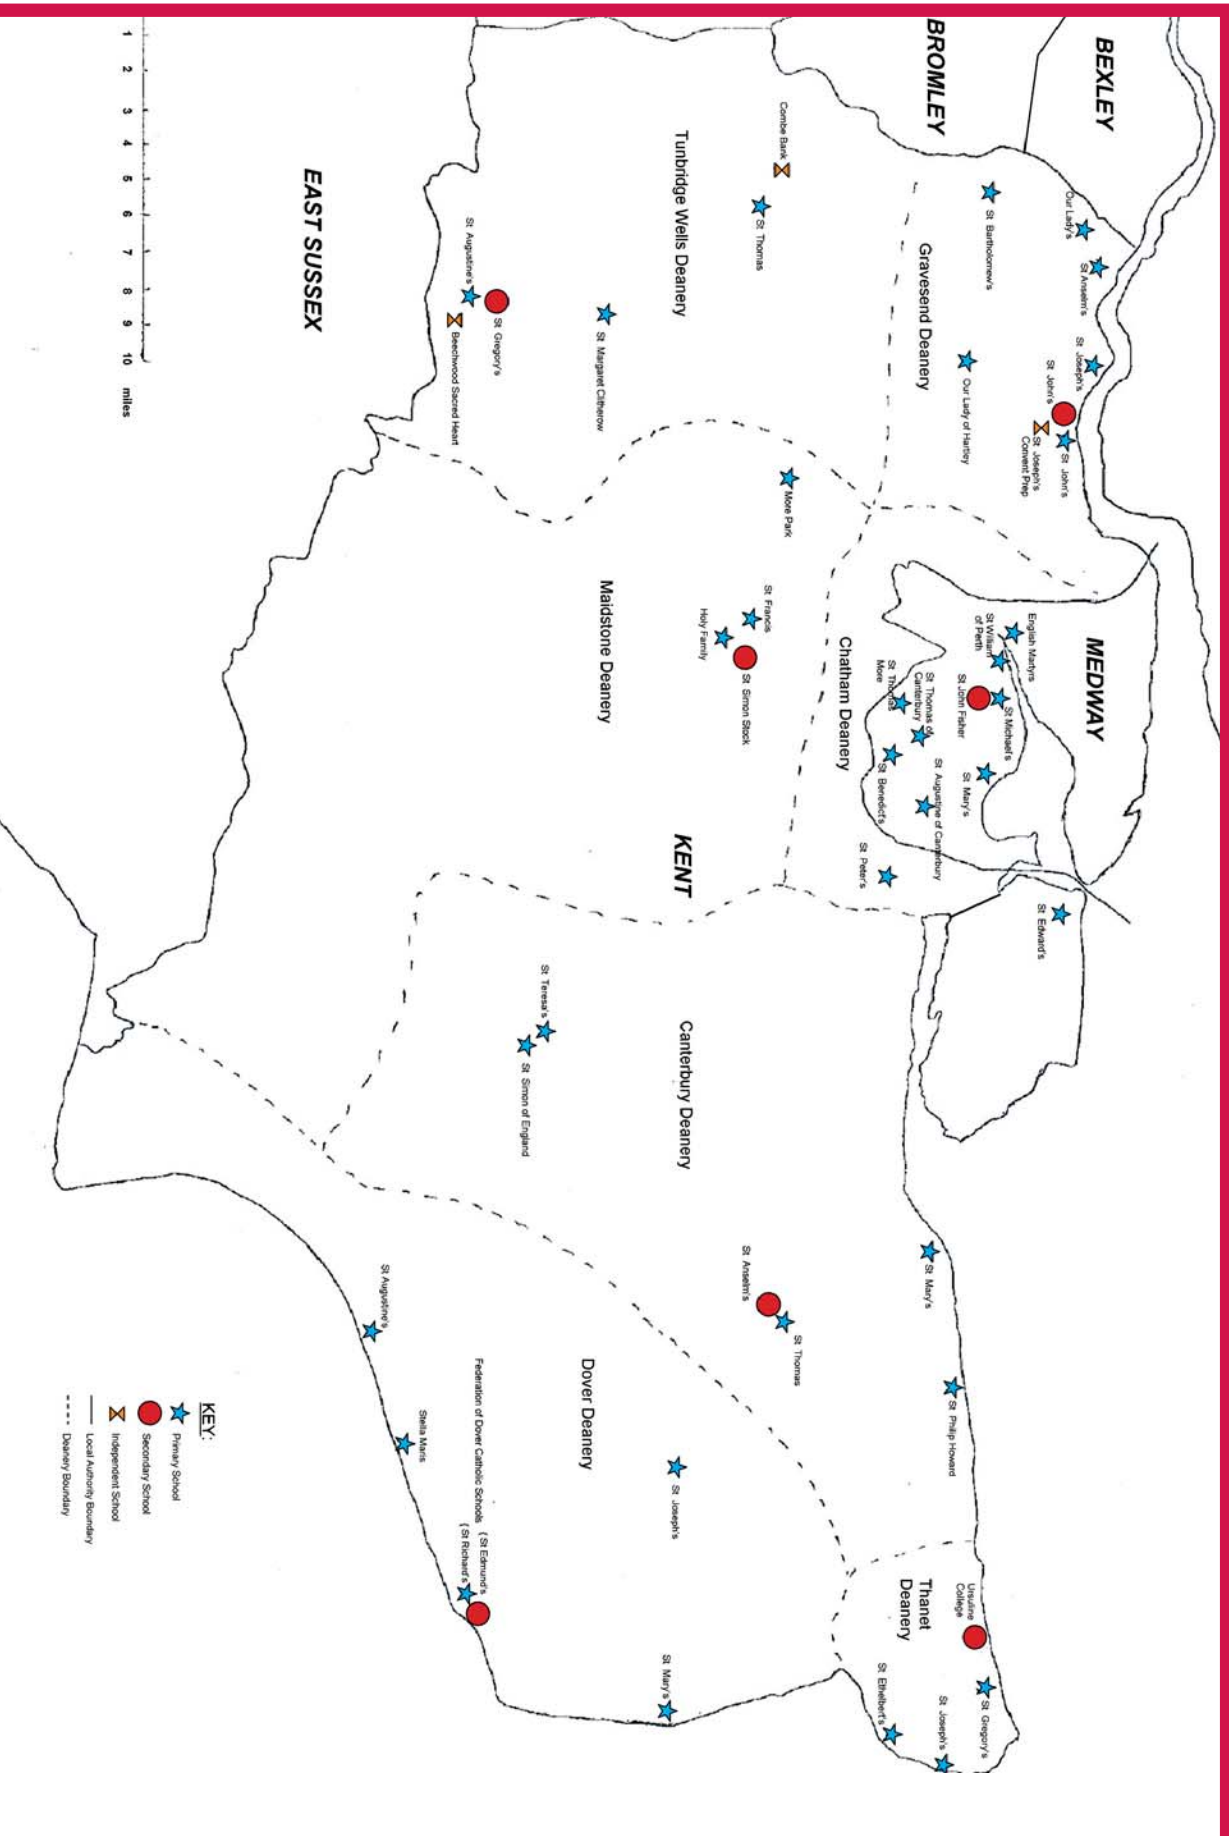 BEXLEY
BROMLEY
MEDWAY
KENT
EAST SUSSEX
Gravesend Deanery
Our Lady's
St Anselm's
St Joseph's
St John's
St John's
St Joseph's
Convent Prep
St Bartholomew's
Our Lady of Hartley
Tunbridge Wells Deanery
Combe Bank
St Thomas
St Margaret Clitherow
St Gregory's
St Augustine's
Beechwood Sacred Heart
Chatham Deanery
English Martyrs
St William
of Perth
St Michael's
St John Fisher
St Mary's
St Thomas of
Canterbury
St Thomas
More
St Augustine of Canterbury
St Benedict's
St Peter's
St Edward's
Maidstone Deanery
More Park
St Francis
Holy Family
St Simon Stock
Canterbury Deanery
St Teresa's
St Simon of England
St Mary's
St Philip Howard
St Anselm's
St Thomas
Dover Deanery
St Joseph's
St Augustine's
Stella Maris
Federation of Dover Catholic Schools
( St Edmund's
( St Richard's
St Mary's
Thanet
Deanery
Ursuline
College
St Gregory's
St Joseph's
St Ethelbert's
1 2 3 4 5 6 7 8 9 10 miles
KEY:
Primary School
Secondary School
Independent School
Local Authority Boundary
Deanery Boundary